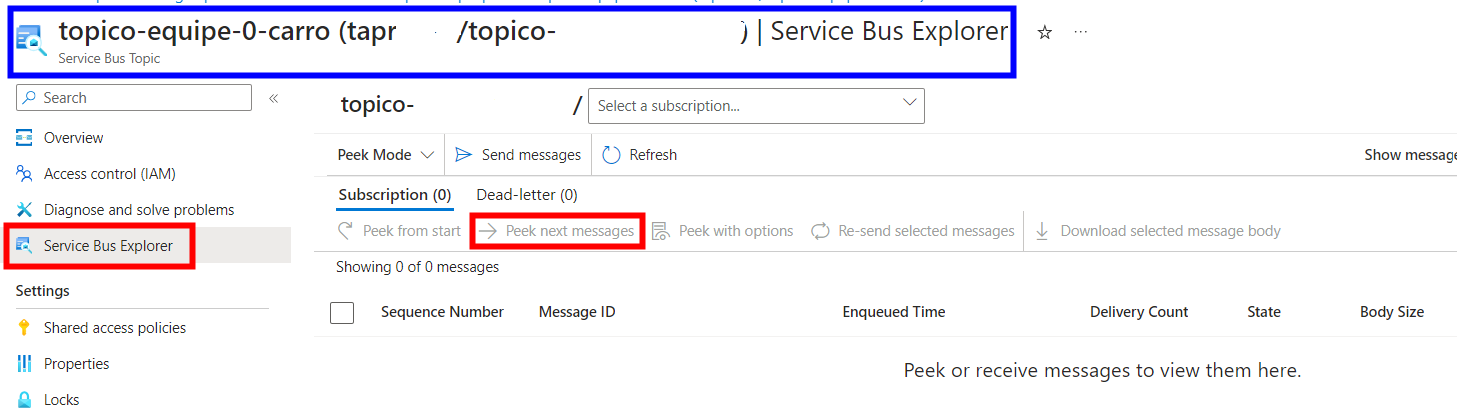 topico-equipe-0-carro (tapr /topico- ) | Service Bus Explorer
Service Bus Topic
Search
topico- / Select a subscription...
Overview
Peek Mode Send messages Refresh Show message
Access control (IAM)
Subscription (0) Dead-letter (0)
Diagnose and solve problems
Peek from start Peek next messages Peek with options Re-send selected messages Download selected message body
Service Bus Explorer
Showing 0 of 0 messages
Settings
Sequence Number Message ID Enqueued Time Delivery Count State Body Size
Shared access policies
Properties
Peek or receive messages to view them here.
Locks